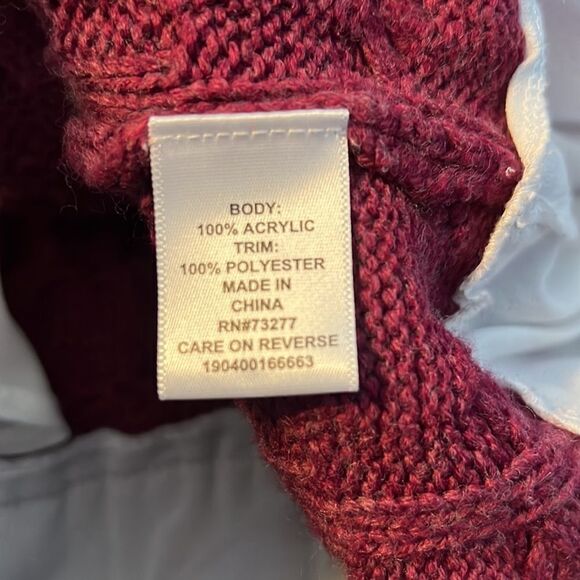 BODY:
100% ACRYLIC
TRIM:
100% POLYESTER
MADE IN
CHINA
RN#73277
CARE ON REVERSE
190400166663